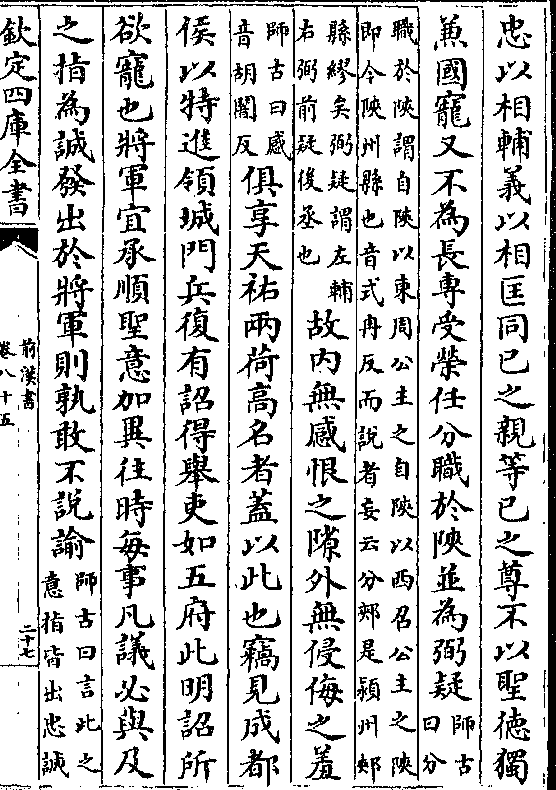 忠以相輔義以相匡同已之親等已之尊不以聖徳獨
兼國寵又不為長專受榮任分職於陜並為弼疑師古曰分
職於陜謂自陜以東周公主之自陜以西召公主之陜
即今陜州縣也音式冉反而說者妄云分郟是潁州郟
縣繆矣弼疑謂左輔
右弼前疑後丞也
故内無感恨之隙外無侵侮之羞
師古曰感
音胡闇反
俱享天祐兩荷髙名者蓋以此也竊見成都
侯以特進領城門兵復有詔得舉吏如五府此明詔所
欲寵也將軍宜承順聖意加異往時每事凡議必與及
之指為誠發出於將軍則孰敢不說諭師古曰言此之
意指皆出忠誠
欽定四庫全書
前漢書
卷八十五
二十七